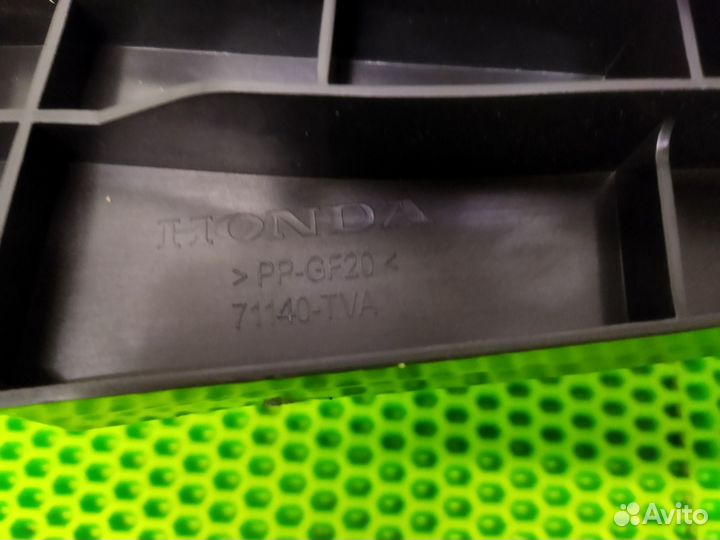 HONDA
> PP-GF20 <
71140-TVA
Avito